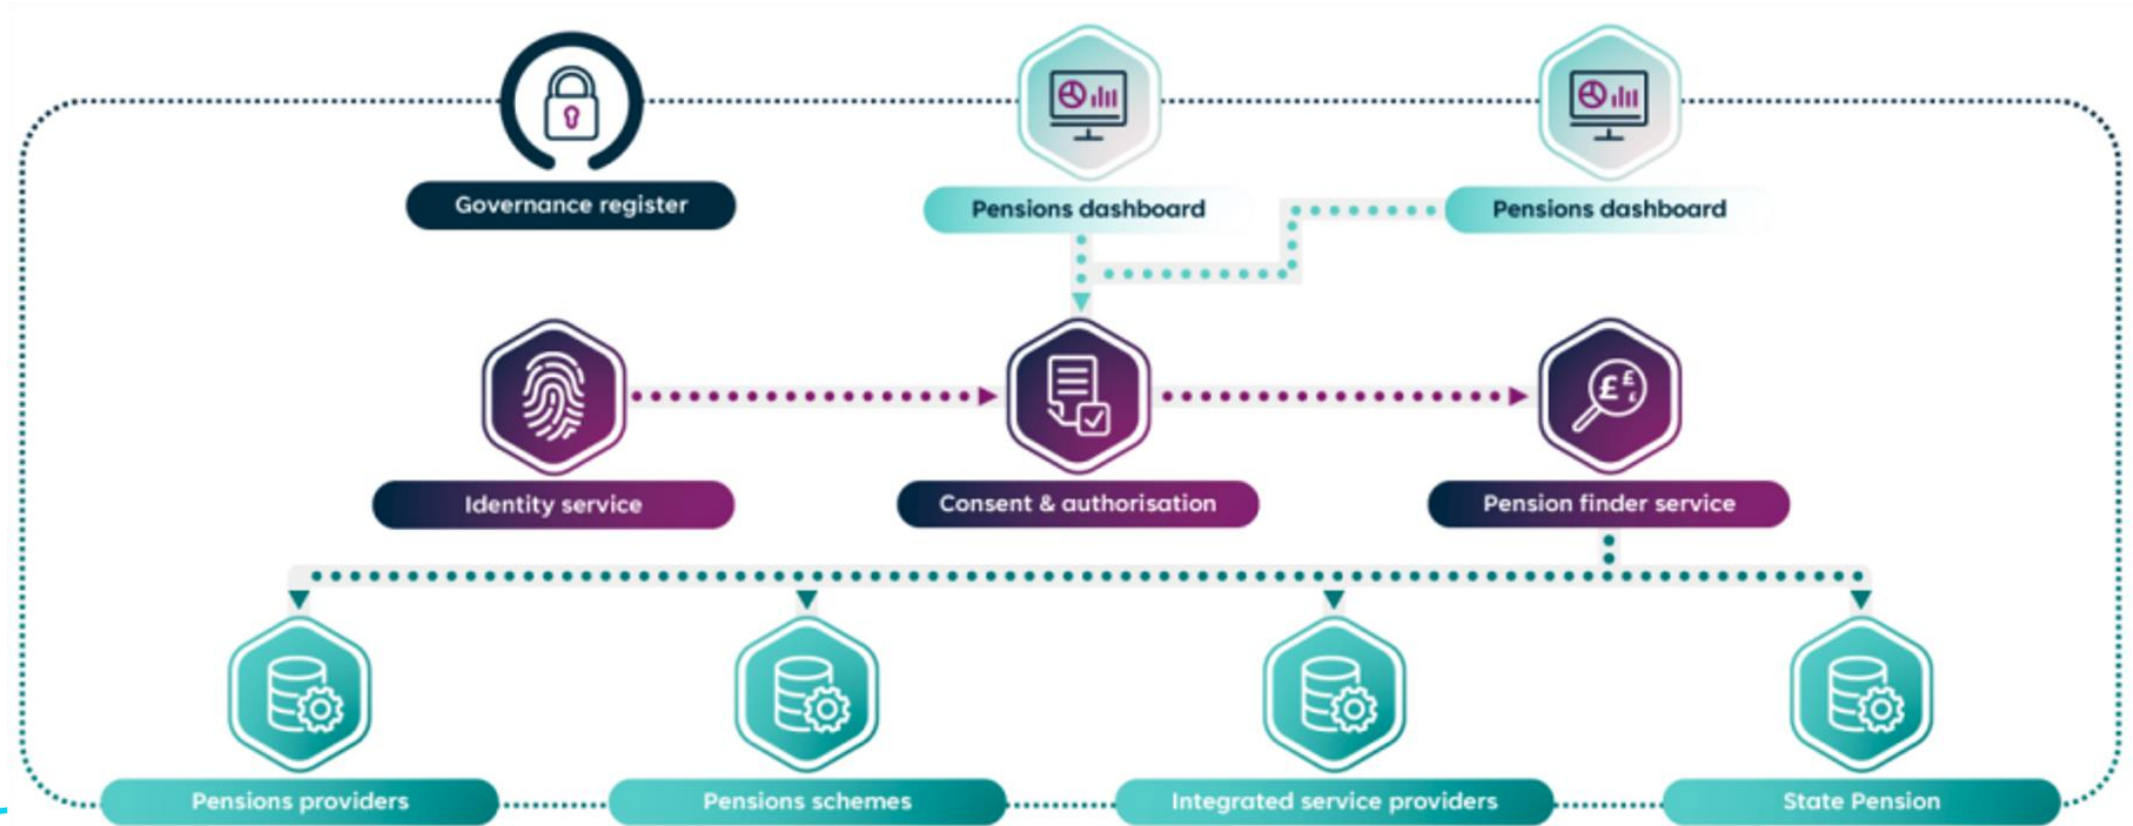 Governance register
Pensions dashboard
Pensions dashboard
££
£
Identity service
Consent & authorisation
Pension finder service
Pensions providers
Pensions schemes
Integrated service providers
State Pension